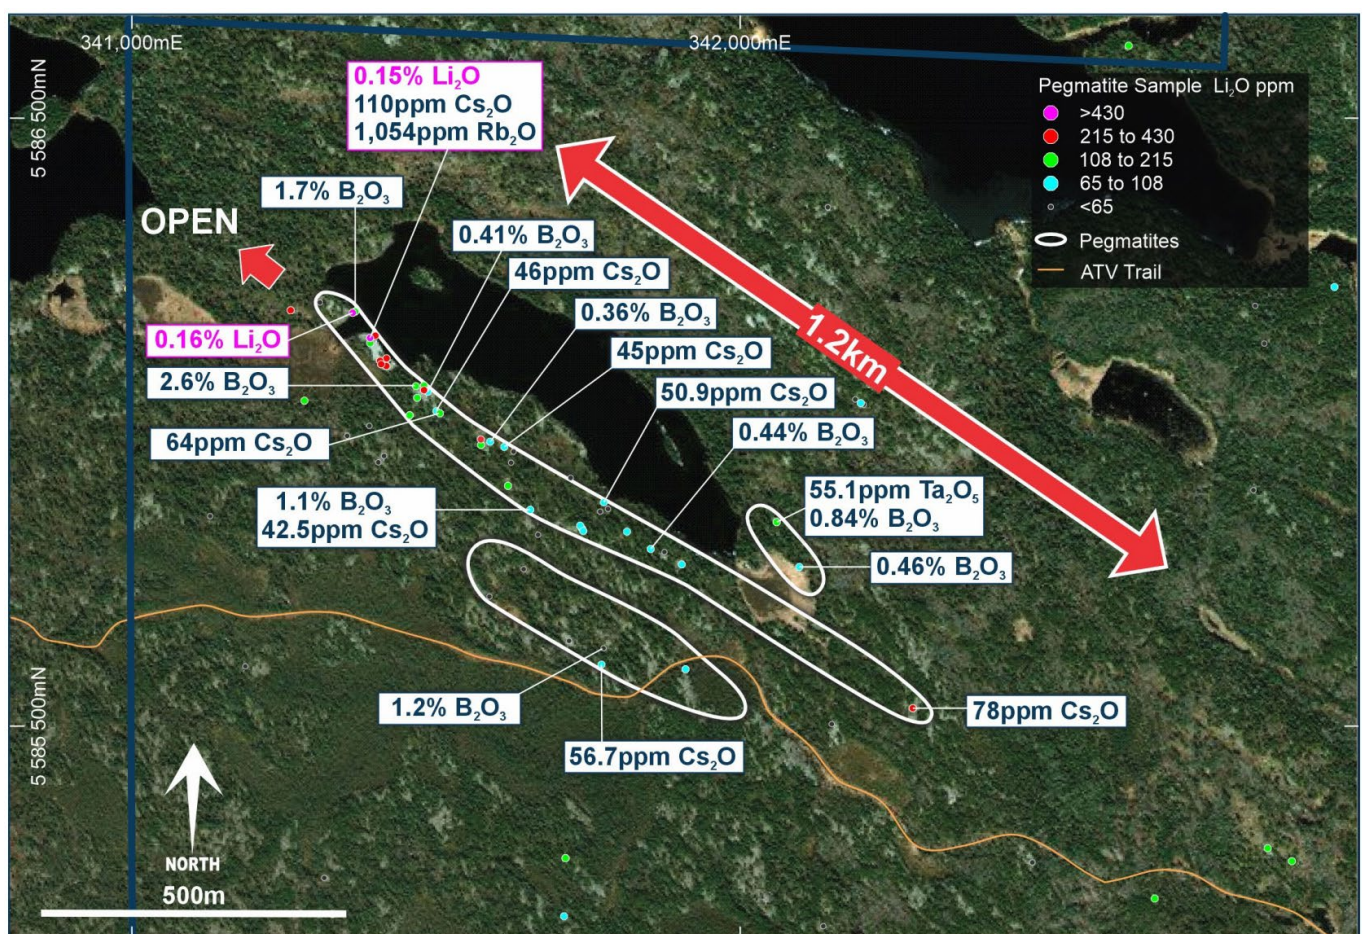 341,000mE
342,000mE
5 586 500mN
5 585 500mN
0.15% Li₂O
110ppm Cs₂O
1,054ppm Rb₂O
Pegmatite Sample Li₂O ppm
>430
215 to 430
108 to 215
65 to 108
<65
Pegmatites
ATV Trail
1.7% B₂O₃
OPEN
0.41% B₂O₃
46ppm Cs₂O
0.36% B₂O₃
1.2km
0.16% Li₂O
45ppm Cs₂O
2.6% B₂O₃
50.9ppm Cs₂O
64ppm Cs₂O
0.44% B₂O₃
1.1% B₂O₃
42.5ppm Cs₂O
55.1ppm Ta₂O₅
0.84% B₂O₃
0.46% B₂O₃
1.2% B₂O₃
78ppm Cs₂O
56.7ppm Cs₂O
NORTH
500m